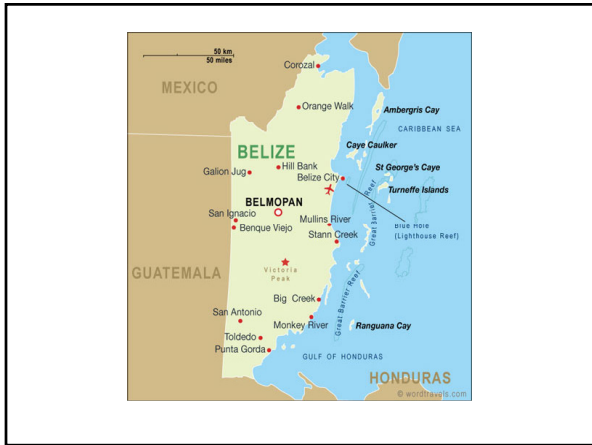 50 km
50 miles
Corozal
MEXICO
Orange Walk
Ambergris Cay
CARIBBEAN SEA
Caye Caulker
BELIZE
Hill Bank
St George's Caye
Galion Jug
Belize City
Turneffe Islands
BELMOPAN
San Ignacio
Mullins River
Benque Viejo
Stann Creek
Great Barrier Reef
Blue Hole
(Lighthouse Reef)
GUATEMALA
Victoria
Peak
Big Creek
Great Barrier Reef
San Antonio
Monkey River
Ranguana Cay
Toldedo
Punta Gorda
GULF OF HONDURAS
HONDURAS
© wordtravels.com